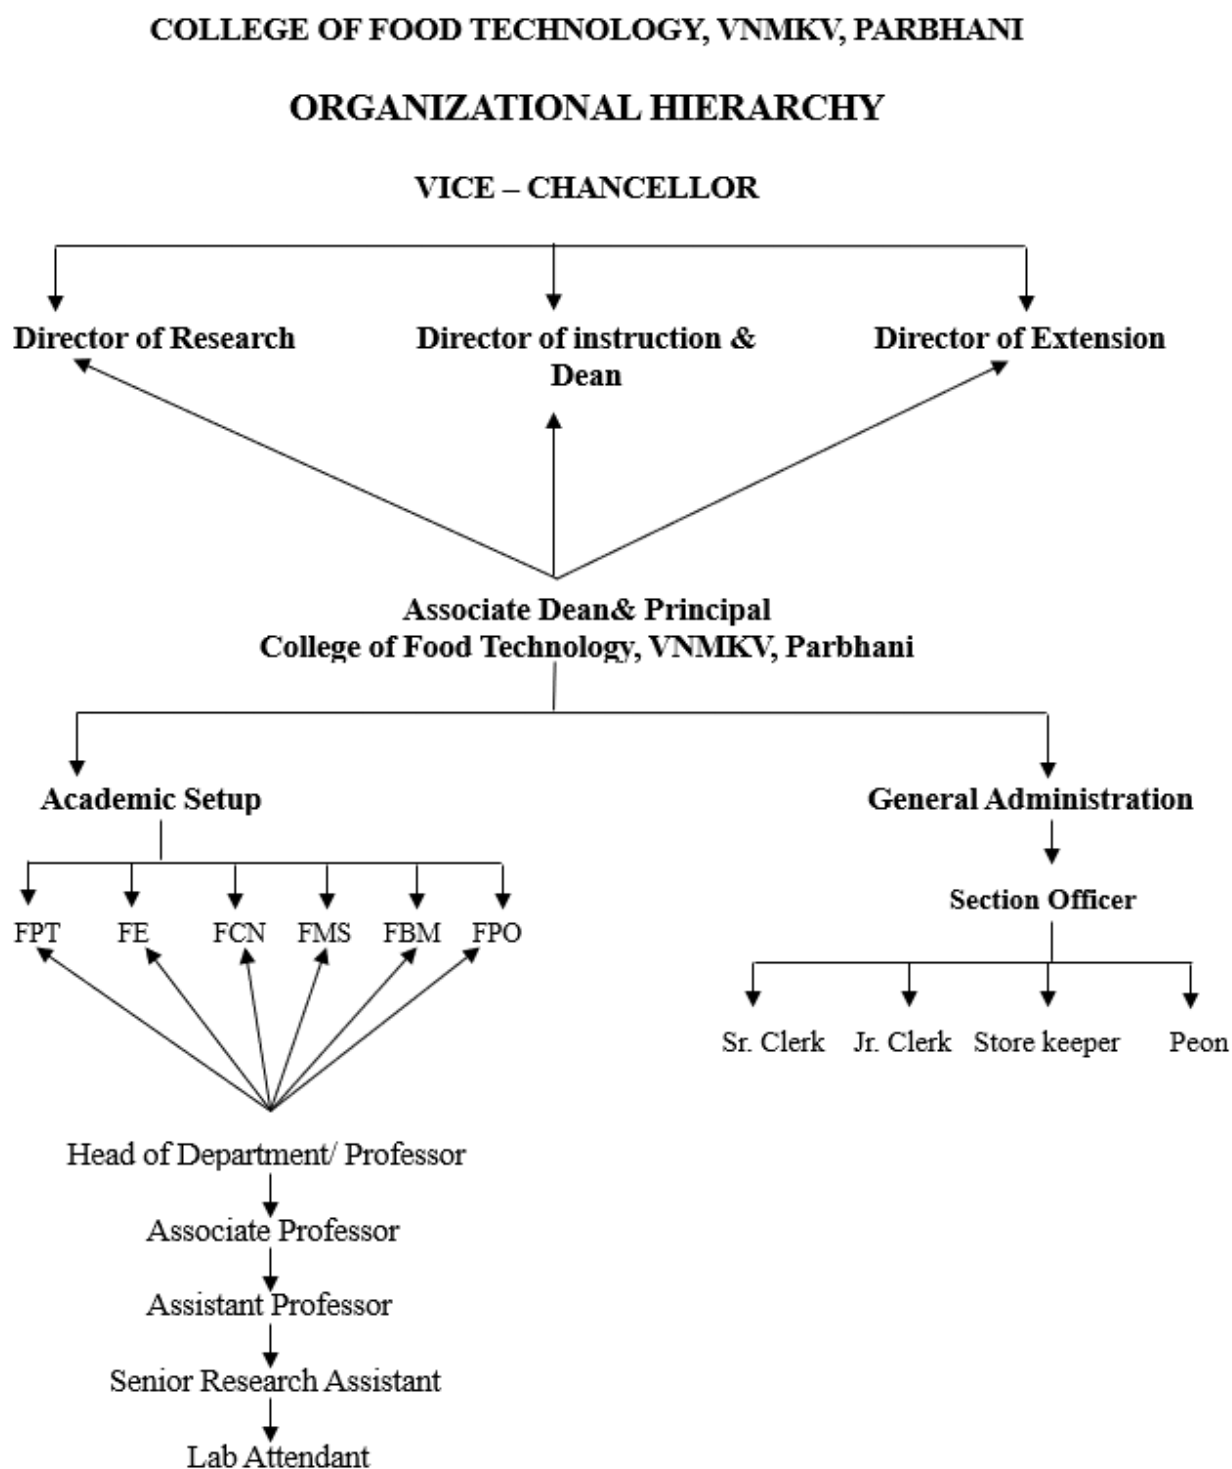 COLLEGE OF FOOD TECHNOLOGY, VNMKV, PARBHANI
ORGANIZATIONAL HIERARCHY
VICE – CHANCELLOR
Director of Research
Director of instruction &
Dean
Director of Extension
Associate Dean& Principal
College of Food Technology, VNMKV, Parbhani
Academic Setup
General Administration
FPT FE FCN FMS FBM FPO
Section Officer
Sr. Clerk Jr. Clerk Store keeper Peon
Head of Department/ Professor
Associate Professor
Assistant Professor
Senior Research Assistant
Lab Attendant